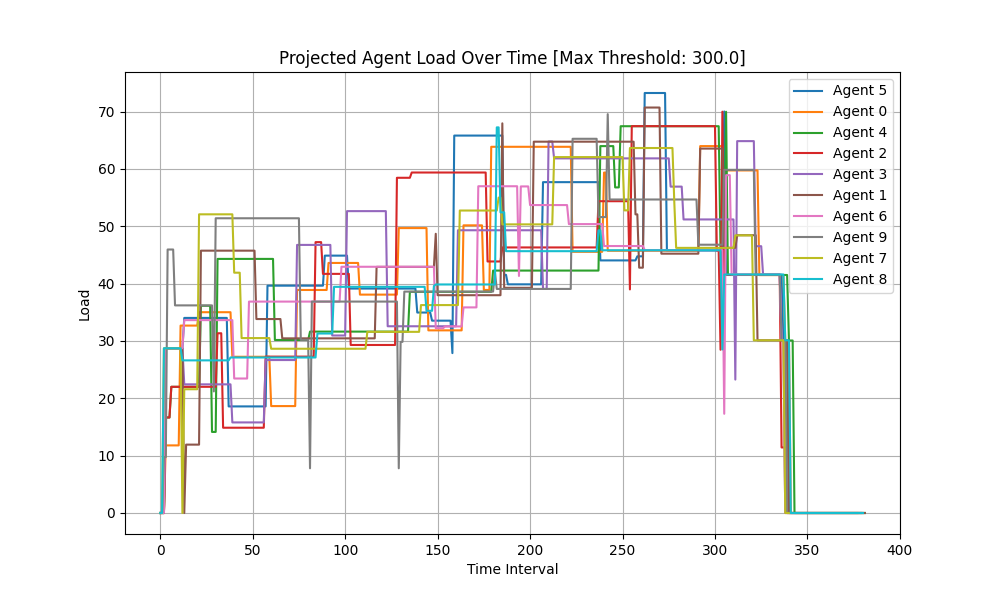 Projected Agent Load Over Time [Max Threshold: 300.0]
Load
70
60
50
40
30
20
10
0
0 50 100 150 200 250 300 350 400
Time Interval
Agent 5
Agent 0
Agent 4
Agent 2
Agent 3
Agent 1
Agent 6
Agent 9
Agent 7
Agent 8